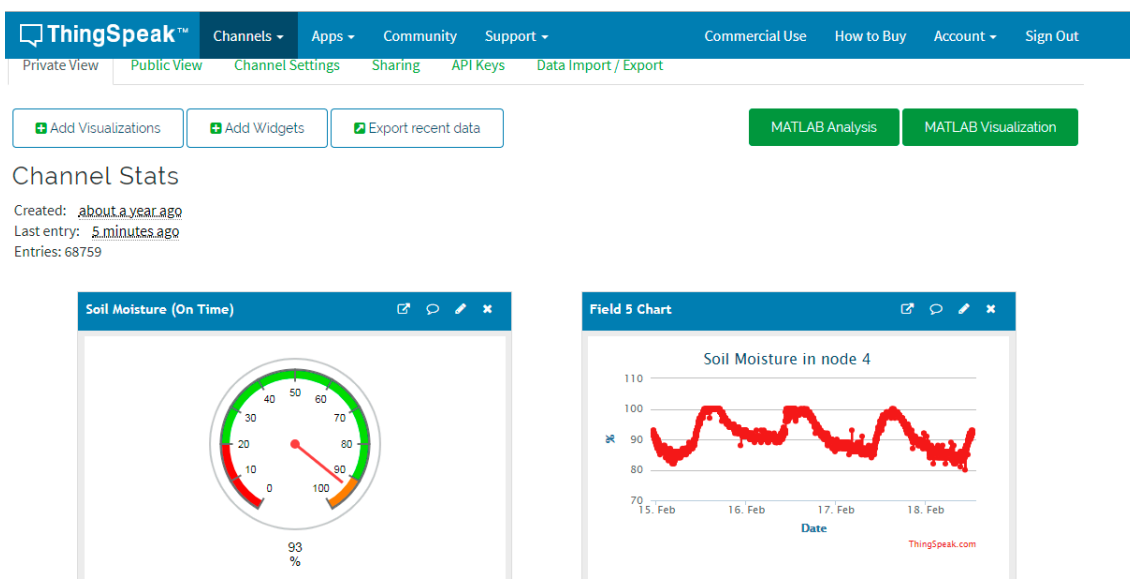 ThingSpeak™ Channels Apps Community Support Commercial Use How to Buy Account Sign Out
Private View Public View Channel Settings Sharing API Keys Data Import / Export
Add Visualizations Add Widgets Export recent data MATLAB Analysis MATLAB Visualization
Channel Stats
Created: about a year ago
Last entry: 5 minutes ago
Entries: 68759
Soil Moisture (On Time)
0
10
20
30
40
50
60
70
80
90
100
93
%
Field 5 Chart
Soil Moisture in node 4
110
100
90
80
70
%
15. Feb 16. Feb 17. Feb 18. Feb
Date
ThingSpeak.com